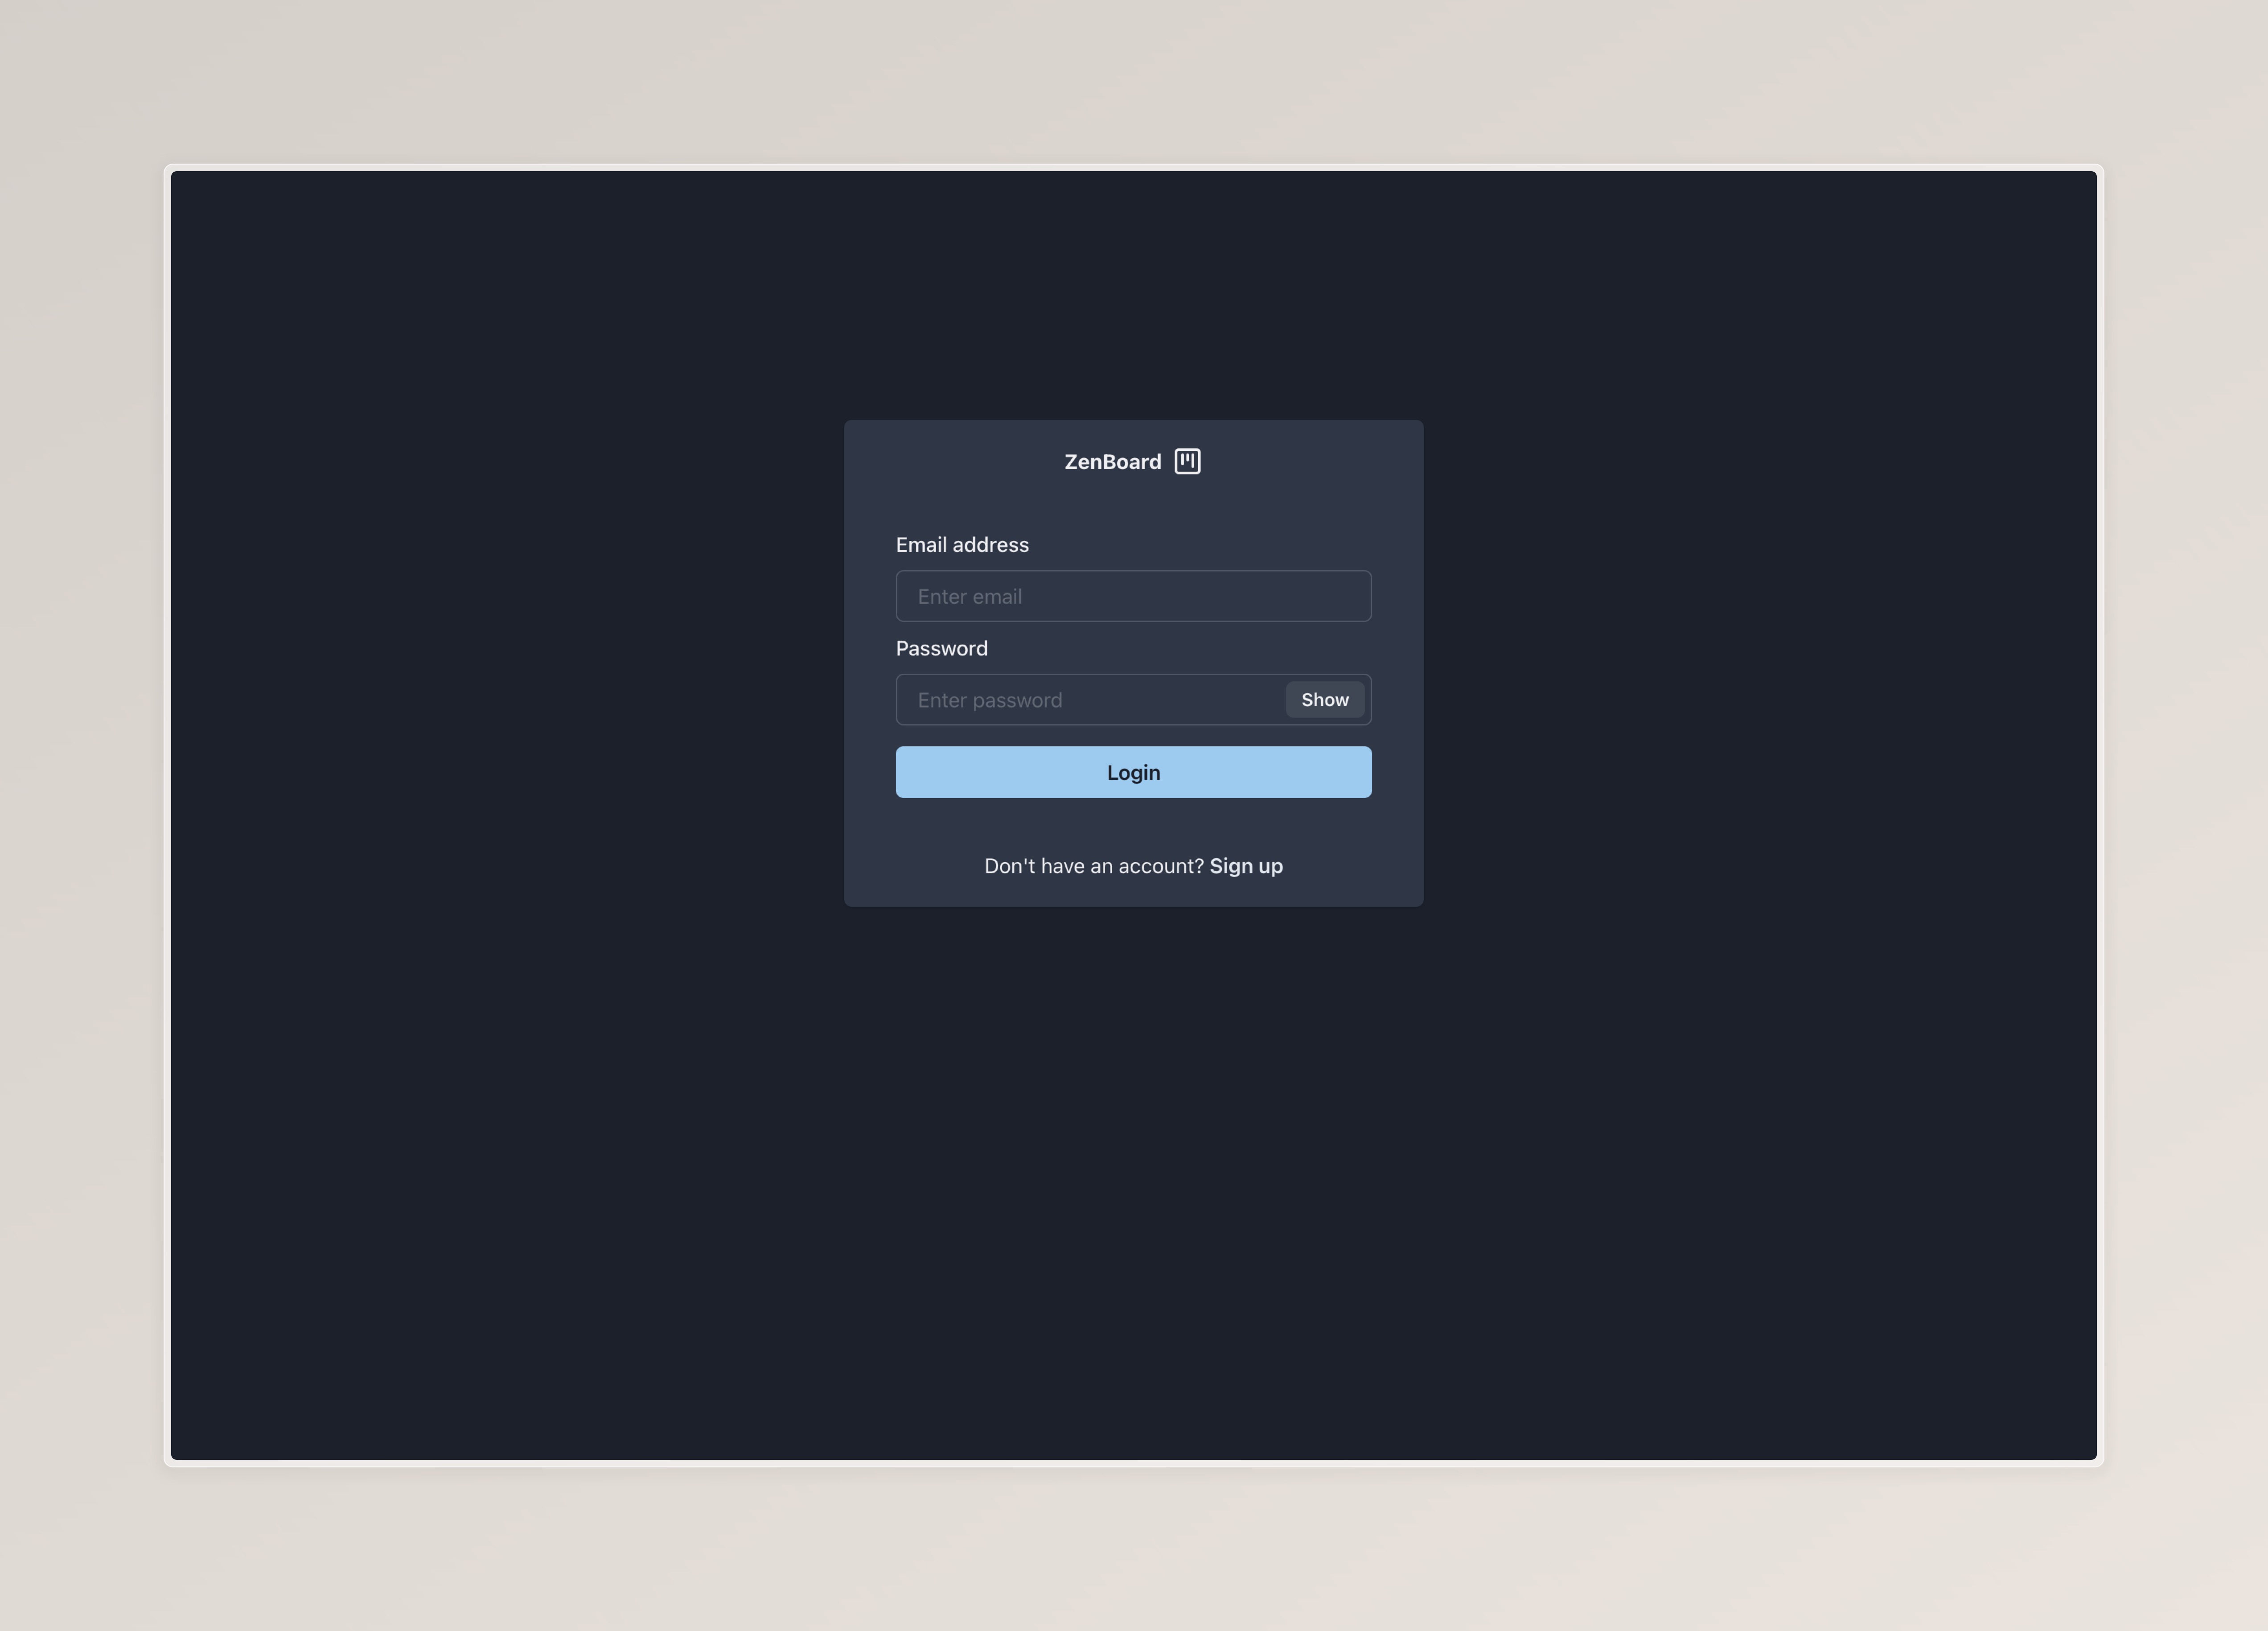 ZenBoard
Email address
Enter email
Password
Enter password Show
Login
Don't have an account? Sign up